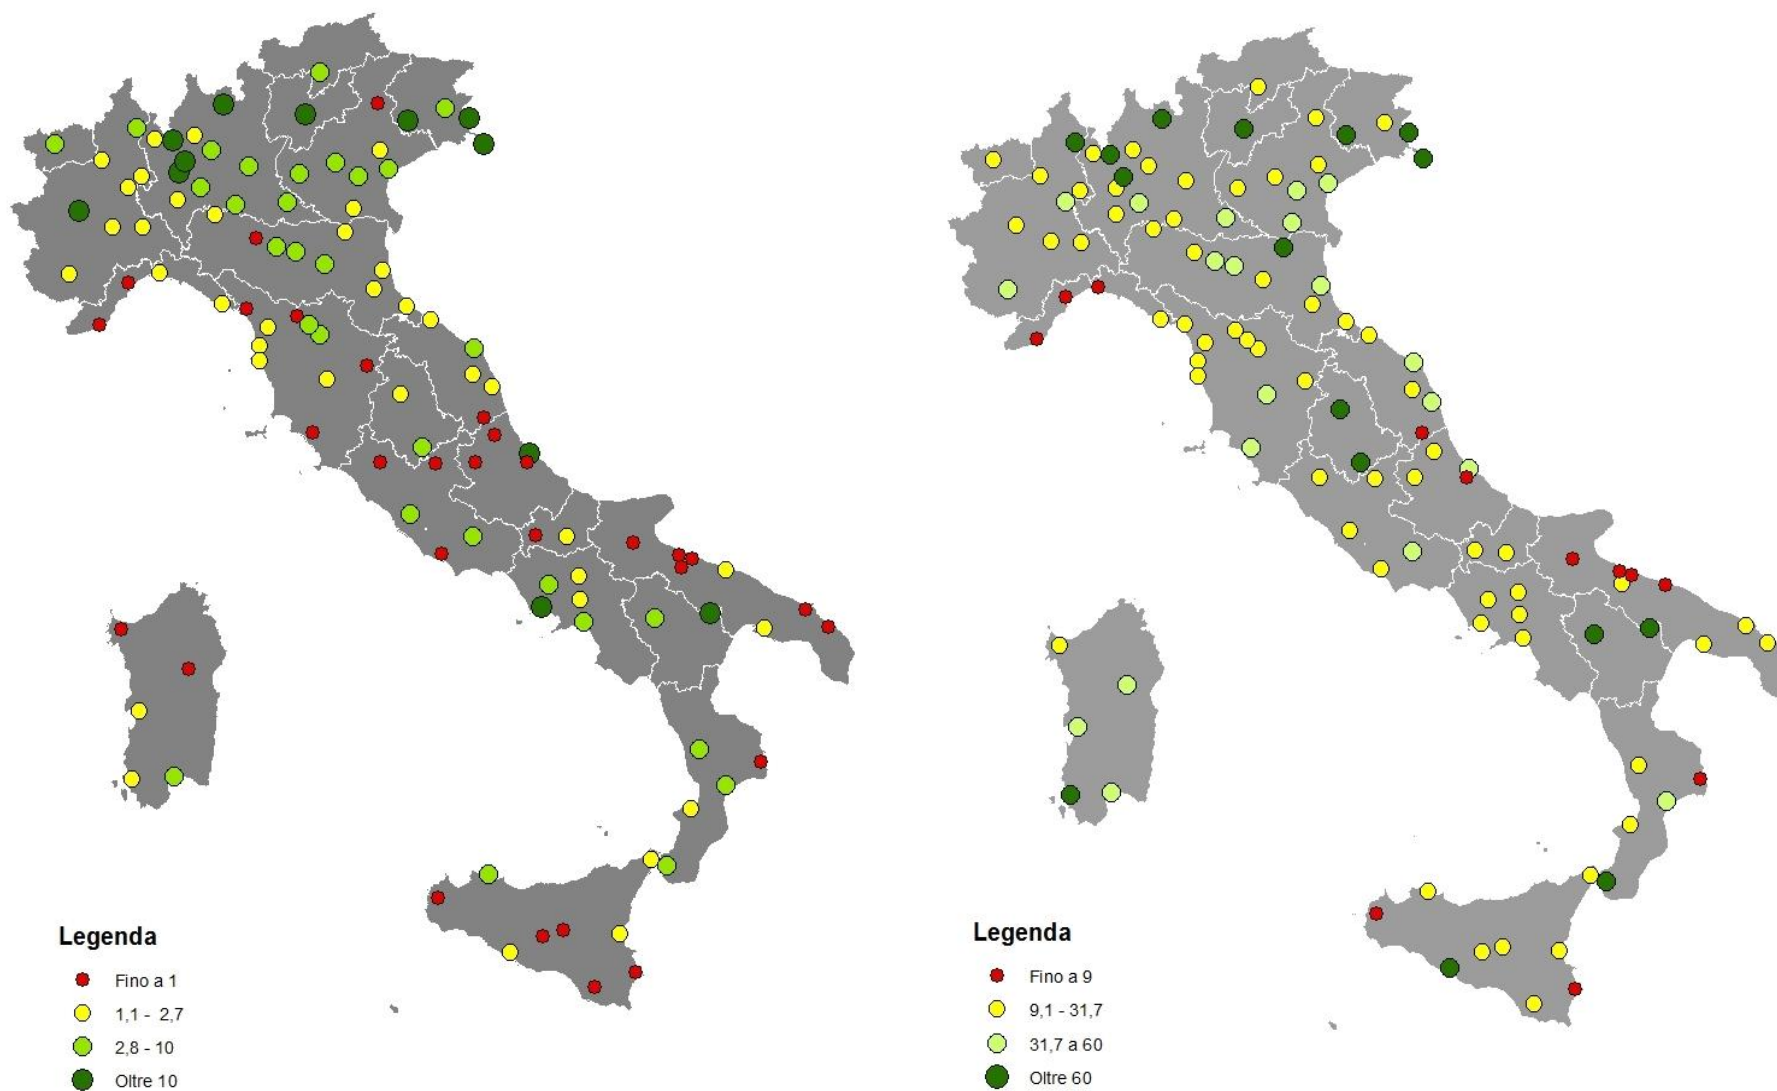 Legenda
Fino a 1
1,1 - 2,7
2,8 - 10
Oltre 10
Legenda
Fino a 9
9,1 - 31,7
31,7 a 60
Oltre 60